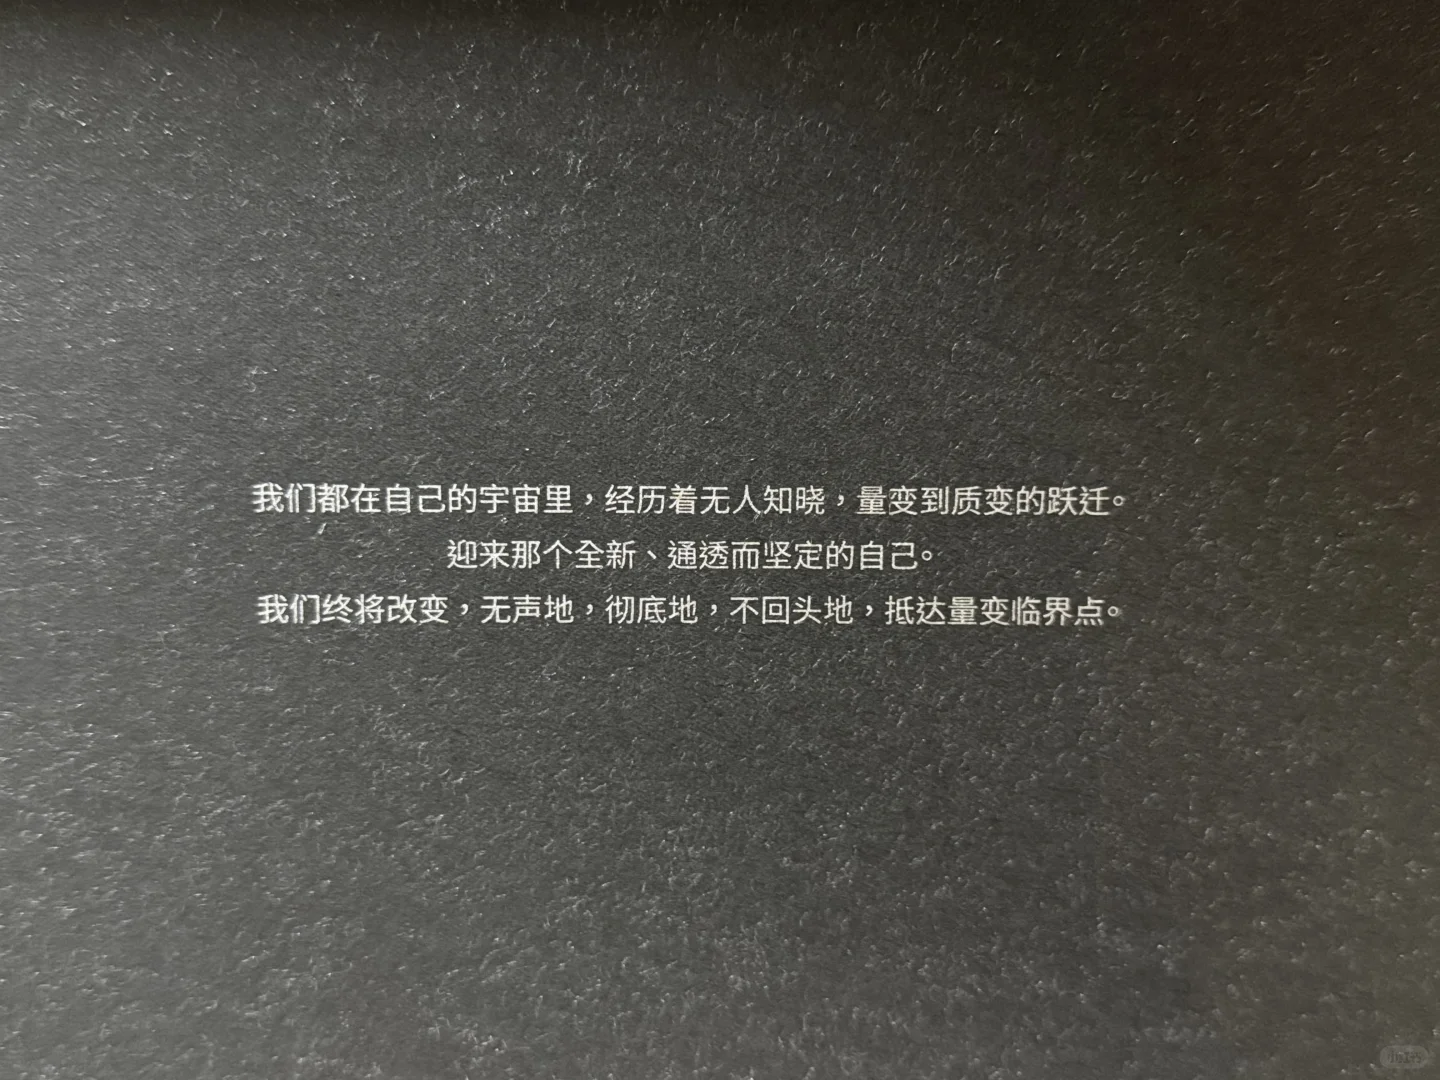 我们都在自己的宇宙里，经历着无人知晓，量变到质变的跃迁。
迎来那个全新、通透而坚定的自己。
我们终将改变，无声地，彻底地，不回头地，抵达量变临界点。